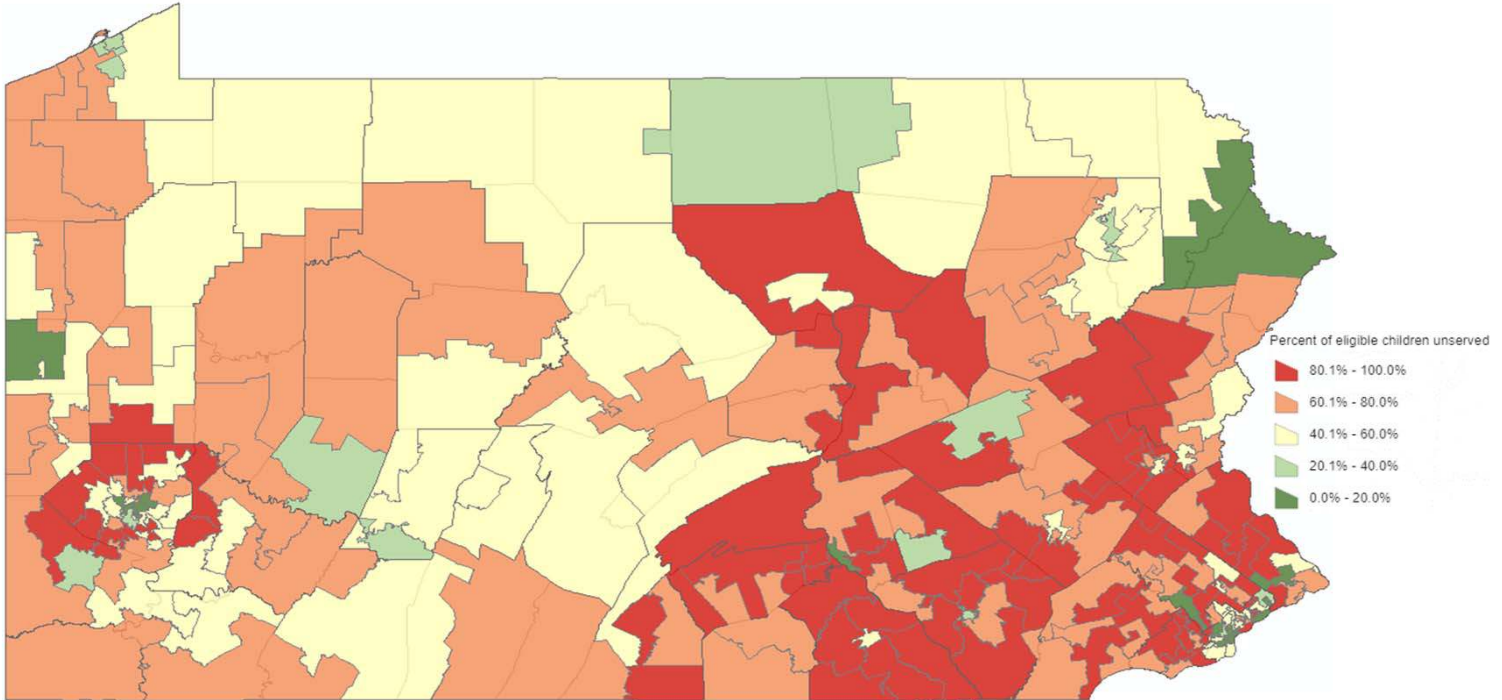 Percent of eligible children unserved
80.1% - 100.0%
60.1% - 80.0%
40.1% - 60.0%
20.1% - 40.0%
0.0% - 20.0%